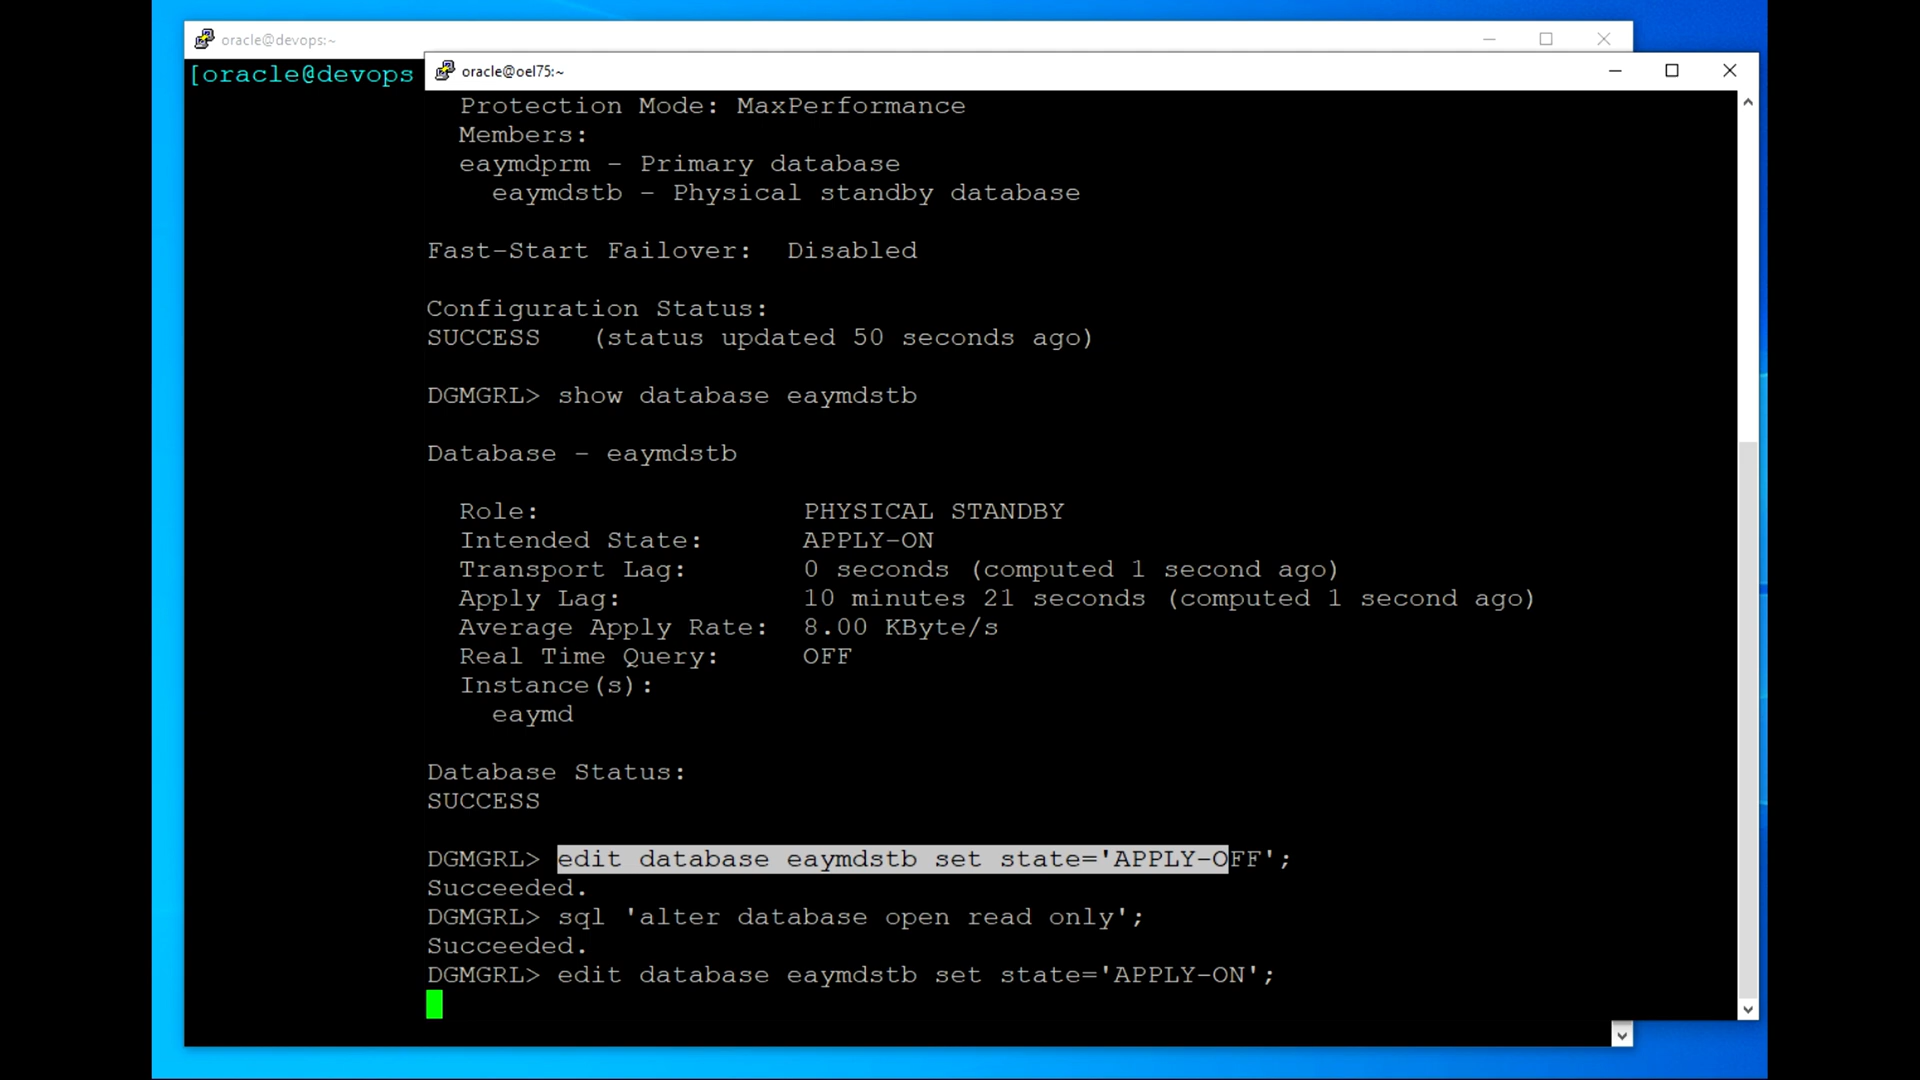 oracle@devops:~
[oracle@devops
oracle@oel75:~
Protection Mode: MaxPerformance
Members:
eaymdprm - Primary database
eaymdstb - Physical standby database
Fast-Start Failover:  Disabled
Configuration Status:
SUCCESS   (status updated 50 seconds ago)
DGMGRL> show database eaymdstb
Database - eaymdstb
Role:               PHYSICAL STANDBY
Intended State:     APPLY-ON
Transport Lag:      0 seconds (computed 1 second ago)
Apply Lag:          10 minutes 21 seconds (computed 1 second ago)
Average Apply Rate: 8.00 KByte/s
Real Time Query:    OFF
Instance(s):
eaymd
Database Status:
SUCCESS
DGMGRL> edit database eaymdstb set state='APPLY-OFF';
Succeeded.
DGMGRL> sql 'alter database open read only';
Succeeded.
DGMGRL> edit database eaymdstb set state='APPLY-ON';